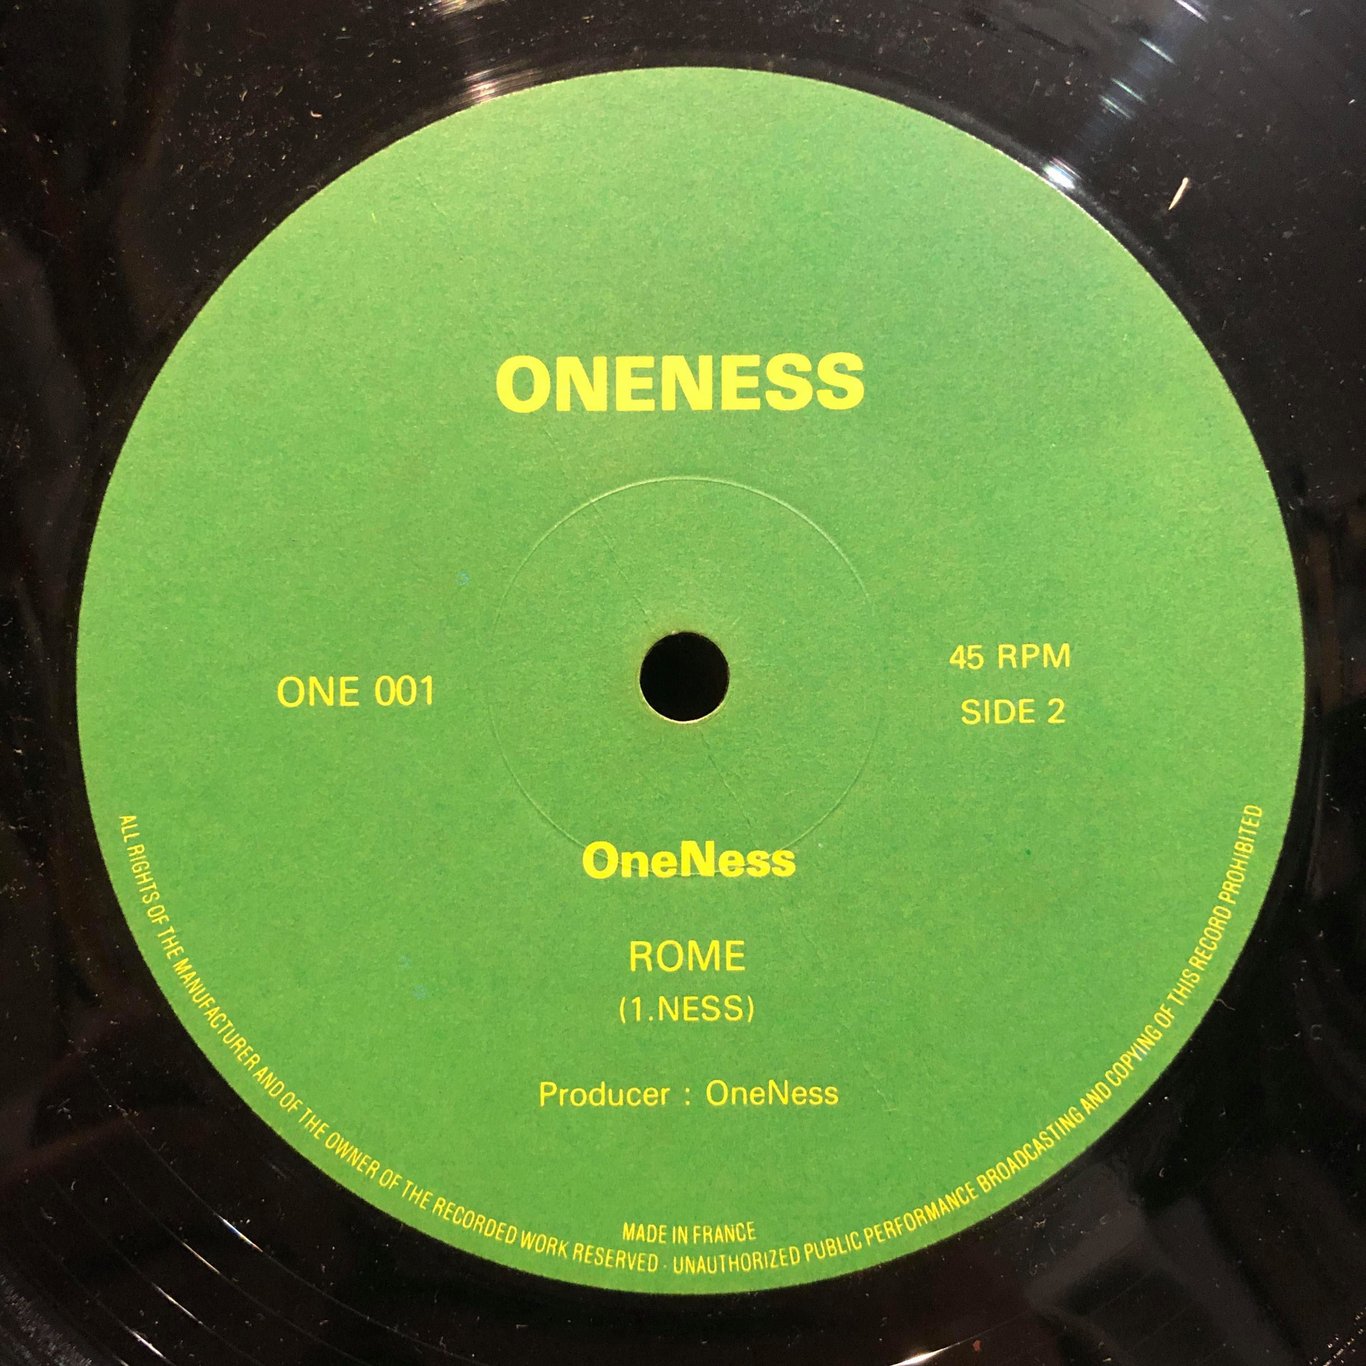 ONENESS
ONE 001
45 RPM
SIDE 2
OneNess
ROME
(1.NESS)
Producer : OneNess
MADE IN FRANCE
ALL RIGHTS OF THE MANUFACTURER AND OF THE OWNER OF THE RECORDED WORK RESERVED · UNAUTHORIZED PUBLIC PERFORMANCE BROADCASTING AND COPYING OF THIS RECORD PROHIBITED